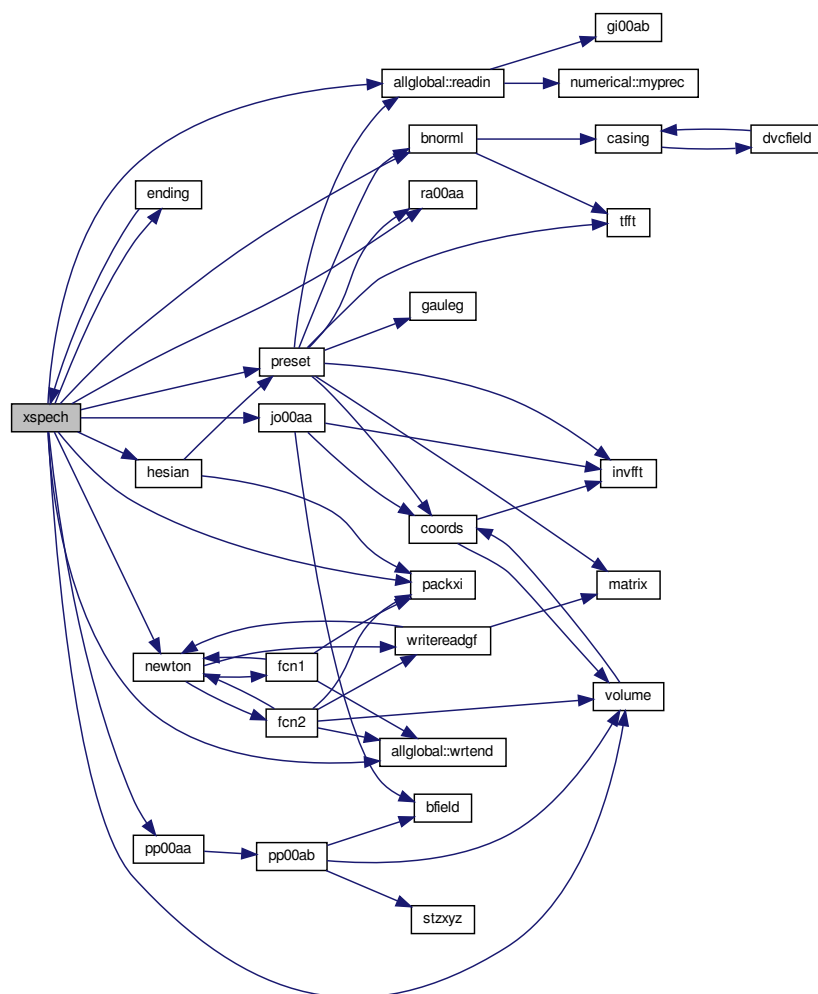 gi00ab
allglobal::readin
numerical::myprec
bnorml
casing
dvcfield
ending
ra00aa
tfft
gauleg
preset
xspech
jo00aa
hesian
invfft
coords
packxi
matrix
writereadgf
newton
fcn1
volume
fcn2
allglobal::wrtend
bfield
pp00aa
pp00ab
stzxyz